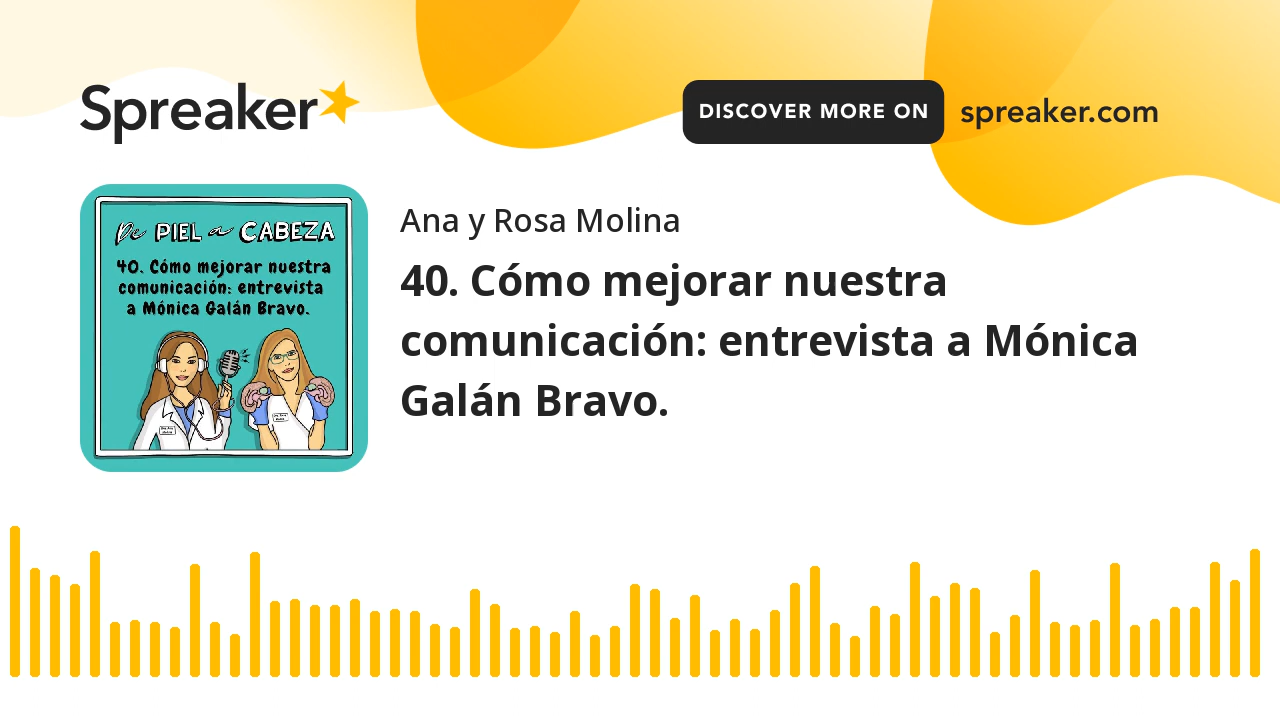 Spreaker
DISCOVER MORE ON
spreaker.com
De PIEL a CABEZA
40. Cómo mejorar nuestra
comunicación: entrevista
a Mónica Galán Bravo.
Ana y Rosa Molina
40. Cómo mejorar nuestra
comunicación: entrevista a Mónica
Galán Bravo.